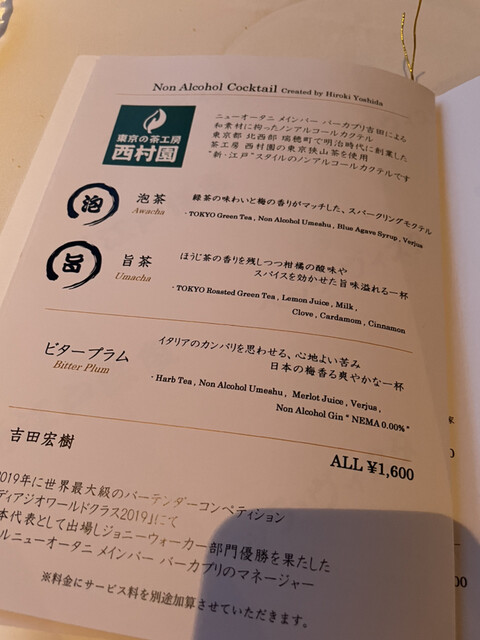 Non Alcohol Cocktail Created by Hiroki Yoshida
東京の茶工房
西村園
ニューオータニ メインバー バーカプリ吉田による
和素材に拘ったノンアルコールカクテル
東京都 北西部 瑞穂町で明治時代に創業した
茶工房 西村園の東京狭山茶を使用
"新・江戸"スタイルのノンアルコールカクテルです
泡
泡茶
Awacha
緑茶の味わいと梅の香りがマッチした、スパークリングモクテル
・TOKYO Green Tea , Non Alcohol Umeshu , Blue Agave Syrup , Verjus
旨
旨茶
Umacha
ほうじ茶の香りを残しつつ柑橘の酸味や
スパイスを効かせた旨味溢れる一杯
・TOKYO Roasted Green Tea , Lemon Juice , Milk ,
Clove , Cardamom , Cinnamon
ビタープラム
Bitter Plum
イタリアのカンパリを思わせる、心地よい苦み
日本の梅香る爽やかな一杯
・Harb Tea , Non Alcohol Umeshu , Merlot Juice , Verjus ,
Non Alcohol Gin " NEMA 0.00% "
ALL ¥1,600
吉田宏樹
2019年に世界最大級のバーテンダーコンペティション
ディアジオワールドクラス2019」にて
本代表として出場しジョニーウォーカー部門優勝を果たした
ルニューオータニ メインバー バーカプリのマネージャー
※料金にサービス料を別途加算させていただきます。